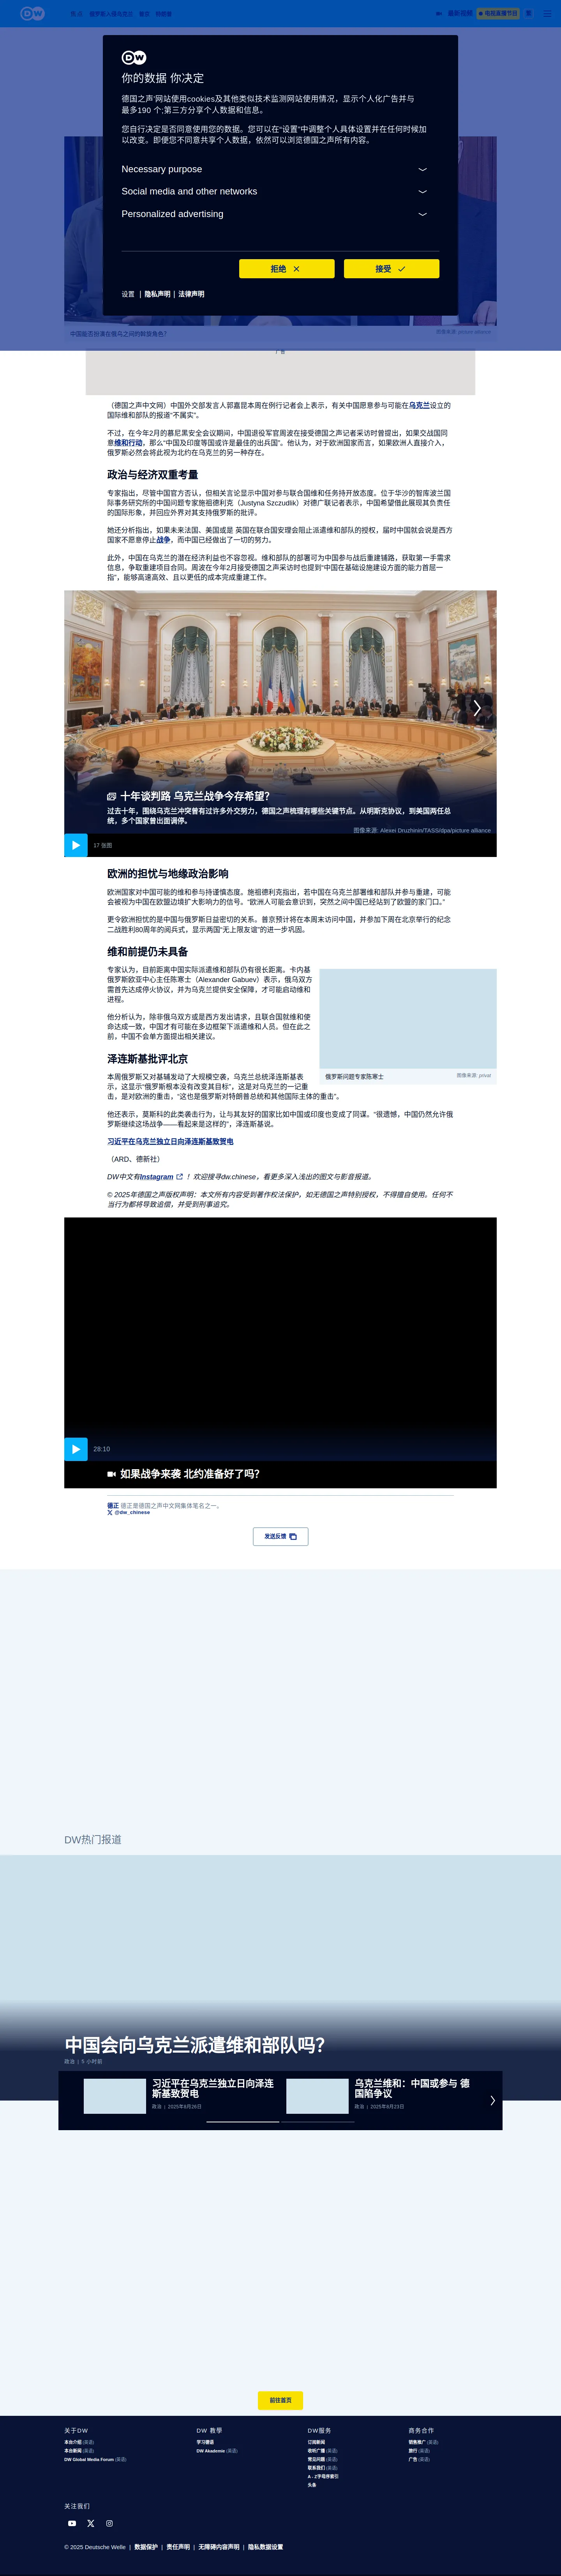 DW
DW
你的数据 你决定
德国之声'网站使用cookies及其他类似技术监测网站使用情况，显示个人化广告并与
最多190 个;第三方分享个人数据和信息。
您自行决定是否同意使用您的数据。您可以在“设置”中调整个人具体设置并在任何时候加
以改变。即便您不同意共享个人数据，依然可以浏览德国之声所有内容。
Necessary purpose
Social media and other networks
Personalized advertising
拒绝
接受
设置 | 隐私声明 | 法律声明
广告
（德国之声中文网）中国外交部发言人郭嘉昆本周在例行记者会上表示，有关中国愿意参与可能在乌克兰设立的
国际维和部队的报道“不属实”。
不过，在今年2月的慕尼黑安全会议期间，中国退役军官周波在接受德国之声记者采访时曾提出，如果交战国同
意维和行动，那么“中国及印度等国或许是最佳的出兵国”。他认为，对于欧洲国家而言，如果欧洲人直接介入，
俄罗斯必然会将此视为北约在乌克兰的另一种存在。
政治与经济双重考量
专家指出，尽管中国官方否认，但相关言论显示中国对参与联合国维和任务持开放态度。位于华沙的智库波兰国
际事务研究所的中国问题专家施祖德利克（Justyna Szczudlik）对德广联记者表示，中国希望借此展现其负责任
的国际形象，并回应外界对其支持俄罗斯的批评。
她还分析指出，如果未来法国、美国或是 英国在联合国安理会阻止派遣维和部队的授权，届时中国就会说是西方
国家不愿意停止战争，而中国已经做出了一切的努力。
此外，中国在乌克兰的潜在经济利益也不容忽视。维和部队的部署可为中国参与战后重建铺路，获取第一手需求
信息，争取重建项目合同。周波在今年2月接受德国之声采访时也提到“中国在基础设施建设方面的能力首屈一
指”，能够高速高效、且以更低的成本完成重建工作。
十年谈判路 乌克兰战争今存希望？
过去十年，围绕乌克兰冲突曾有过许多外交努力，德国之声梳理有哪些关键节点。从明斯克协议，到美国两任总
统，多个国家曾出面调停。
图像来源: Alexei Druzhinin/TASS/dpa/picture alliance
17 张图
欧洲的担忧与地缘政治影响
欧洲国家对中国可能的维和参与持谨慎态度。施祖德利克指出，若中国在乌克兰部署维和部队并参与重建，可能
会被视为中国在欧盟边境扩大影响力的信号。“欧洲人可能会意识到，突然之间中国已经站到了欧盟的家门口。”
更令欧洲担忧的是中国与俄罗斯日益密切的关系。普京预计将在本周末访问中国，并参加下周在北京举行的纪念
二战胜利80周年的阅兵式，显示两国“无上限友谊”的进一步巩固。
维和前提仍未具备
专家认为，目前距离中国实际派遣维和部队仍有很长距离。卡内基
俄罗斯欧亚中心主任陈寒士（Alexander Gabuev）表示，俄乌双方
需首先达成停火协议，并为乌克兰提供安全保障，才可能启动维和
进程。
他分析认为，除非俄乌双方或是西方发出请求，且联合国就维和使
命达成一致，中国才有可能在多边框架下派遣维和人员。但在此之
前，中国不会单方面提出相关建议。
俄罗斯问题专家陈寒士
图像来源: privat
泽连斯基批评北京
本周俄罗斯又对基辅发动了大规模空袭，乌克兰总统泽连斯基表
示，这显示“俄罗斯根本没有改变其目标”，这是对乌克兰的一记重
击，是对欧洲的重击，“这也是俄罗斯对特朗普总统和其他国际主体的重击”。
他还表示，莫斯科的此类袭击行为，让与其友好的国家比如中国或印度也变成了同谋。“很遗憾，中国仍然允许俄
罗斯继续这场战争——看起来是这样的”，泽连斯基说。
习近平在乌克兰独立日向泽连斯基致贺电
（ARD、德新社）
DW中文有Instagram ！欢迎搜寻dw.chinese，看更多深入浅出的图文与影音报道。
© 2025年德国之声版权声明：本文所有内容受到著作权法保护，如无德国之声特别授权，不得擅自使用。任何不
当行为都将导致追偿，并受到刑事追究。
28:10
如果战争来袭 北约准备好了吗？
德正 德正是德国之声中文网集体笔名之一。
@dw_chinese
发送反馈
DW热门报道
中国会向乌克兰派遣维和部队吗？
政治 | 5 小时前
习近平在乌克兰独立日向泽连
斯基致贺电
政治 | 2025年8月26日
乌克兰维和：中国或参与 德
国陷争议
政治 | 2025年8月23日
前往首页
关于DW
本台介绍 (英语)
本台新闻 (英语)
DW Global Media Forum (英语)
DW 教学
学习德语
DW Akademie (英语)
DW服务
订阅新闻
收听广播 (英语)
常见问题 (英语)
联系我们 (英语)
A - Z字母序索引
头条
商务合作
销售推广 (英语)
旅行 (英语)
广告 (英语)
关注我们
© 2025 Deutsche Welle | 数据保护 | 责任声明 | 无障碍内容声明 | 隐私数据设置